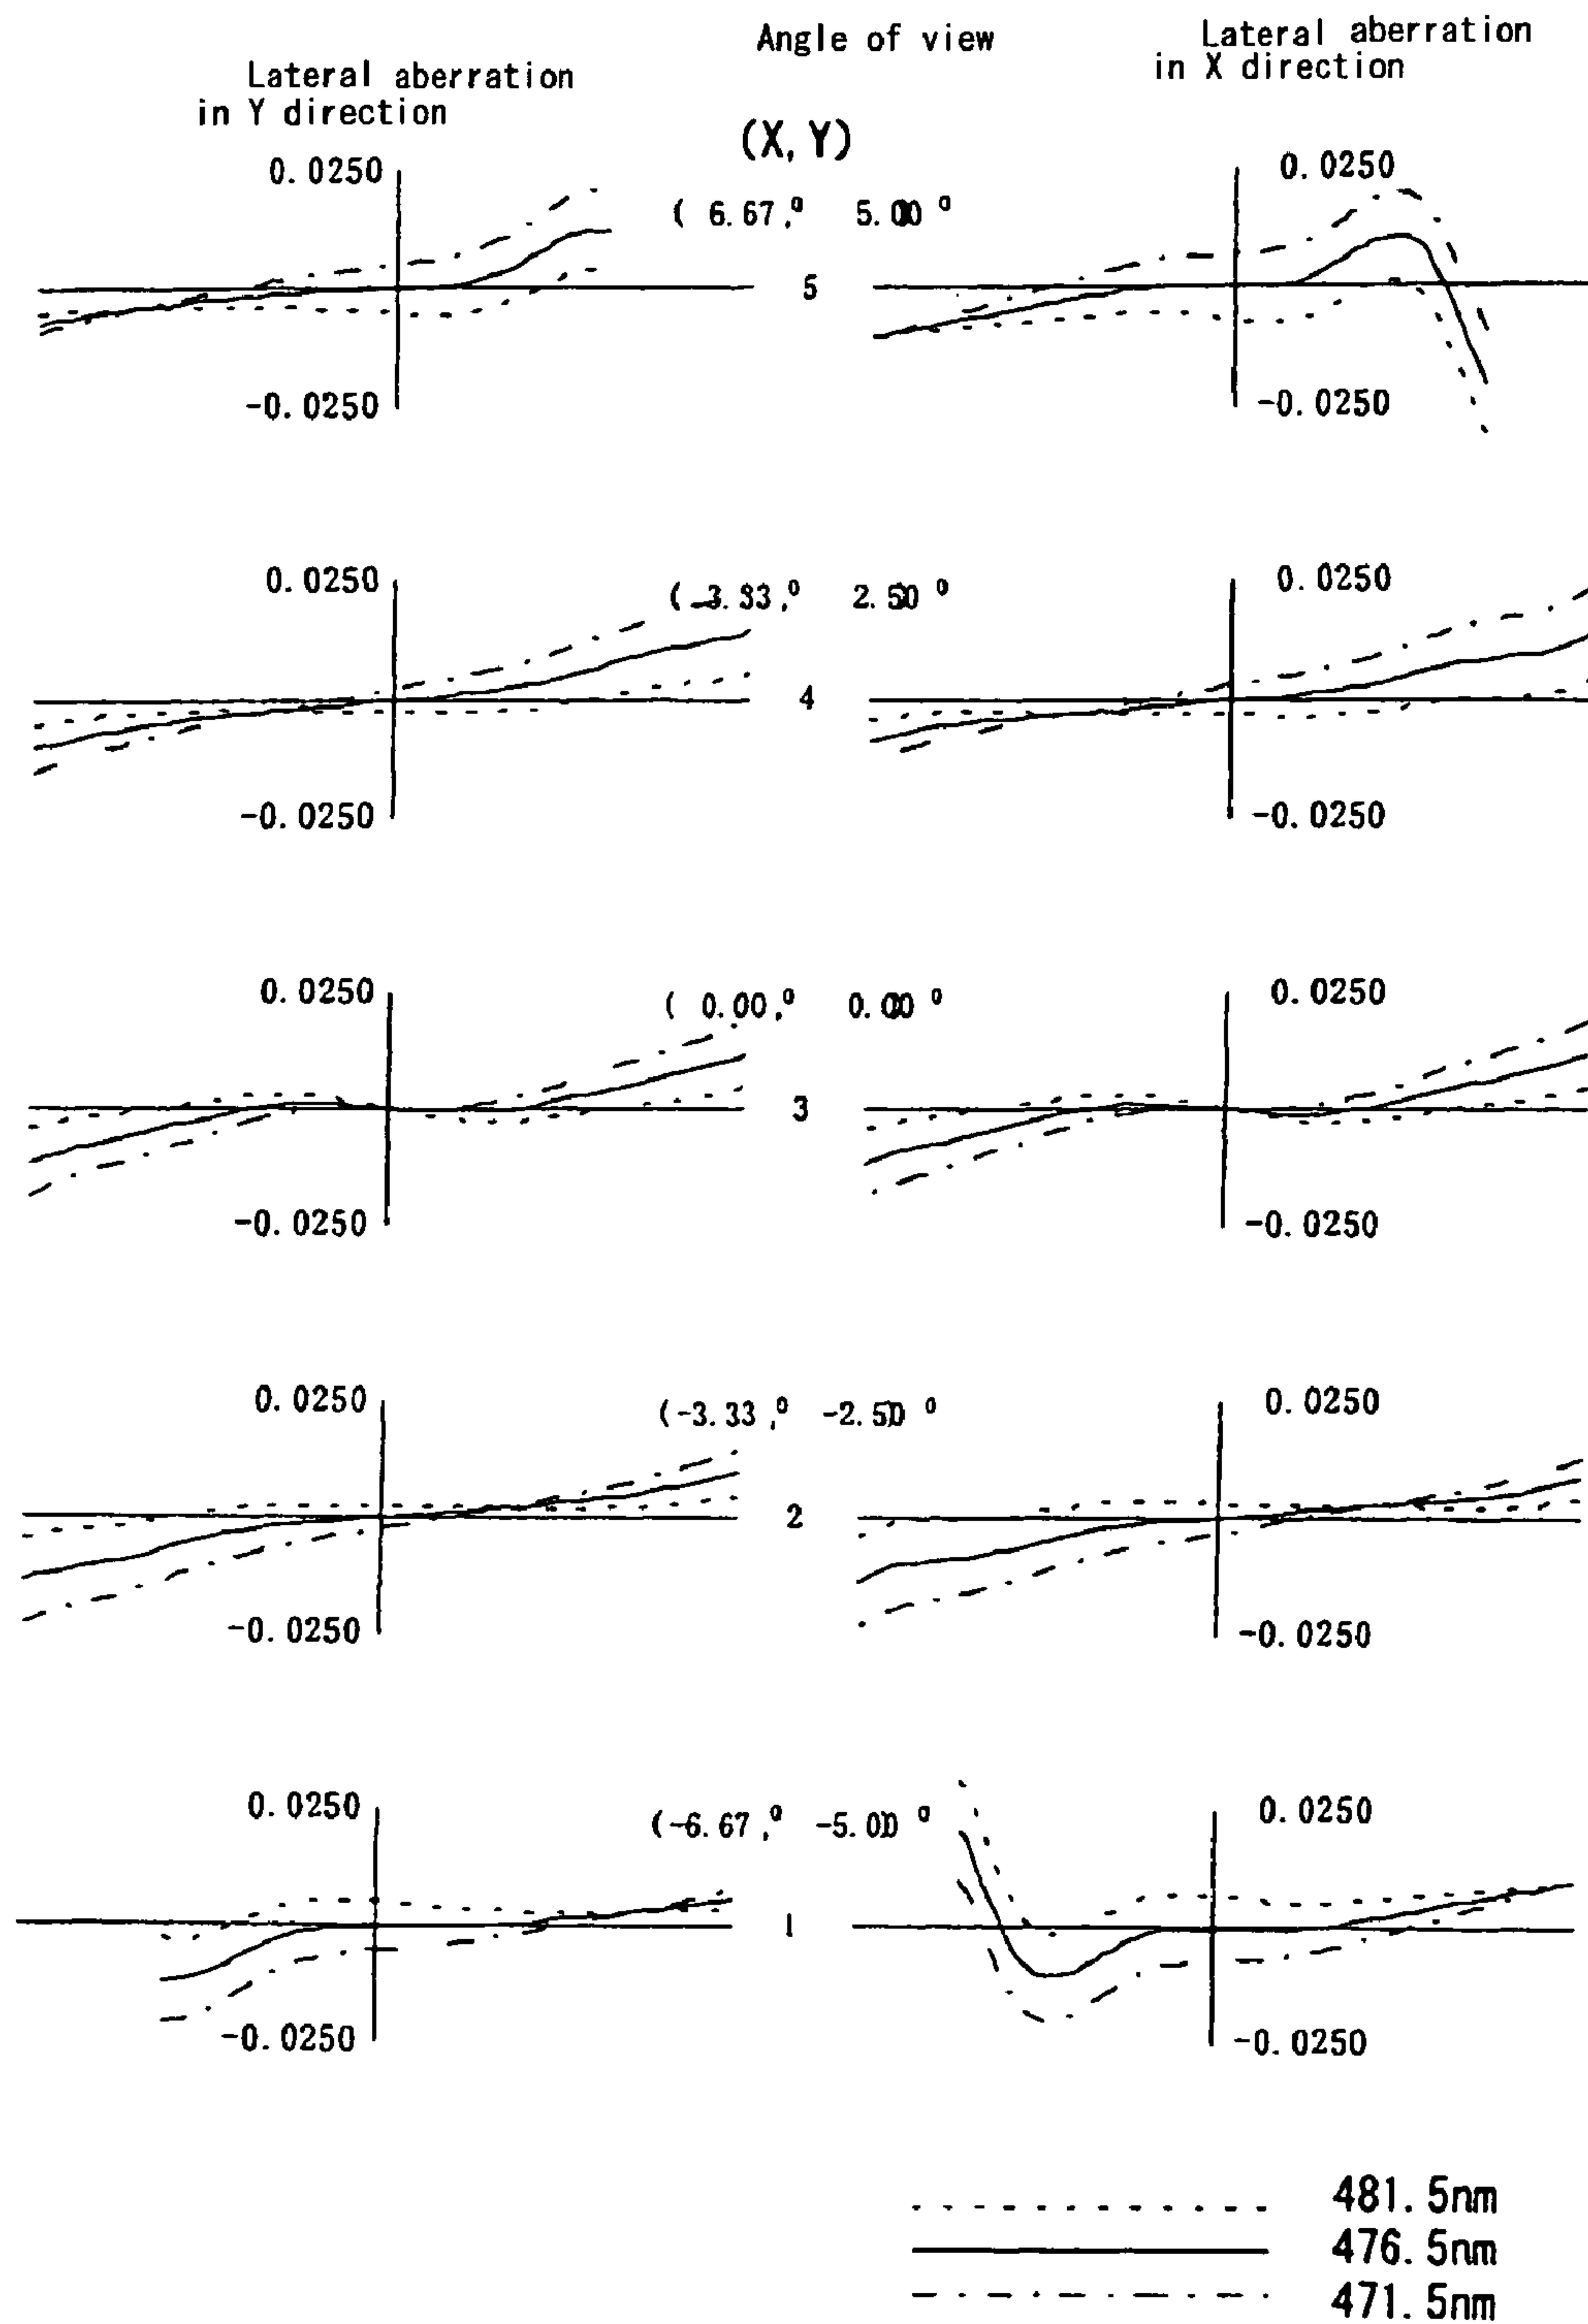 Angle of view
Lateral aberration
in Y direction
Lateral aberration
in X direction
(X, Y)
0.0250
( 6.67,° 5.00 °
0.0250
5
-0.0250
-0.0250
0.0250
2.50 °
0.0250
4
-0.0250
-0.0250
0.0250
( 0.00,° 0.00 °
0.0250
3
-0.0250
-0.0250
0.0250
(-3.33,° -2.50 °
0.0250
2
-0.0250
-0.0250
0.0250
(-6.67,° -5.00 °
0.0250
1
-0.0250
-0.0250
481.5nm
476.5nm
471.5nm